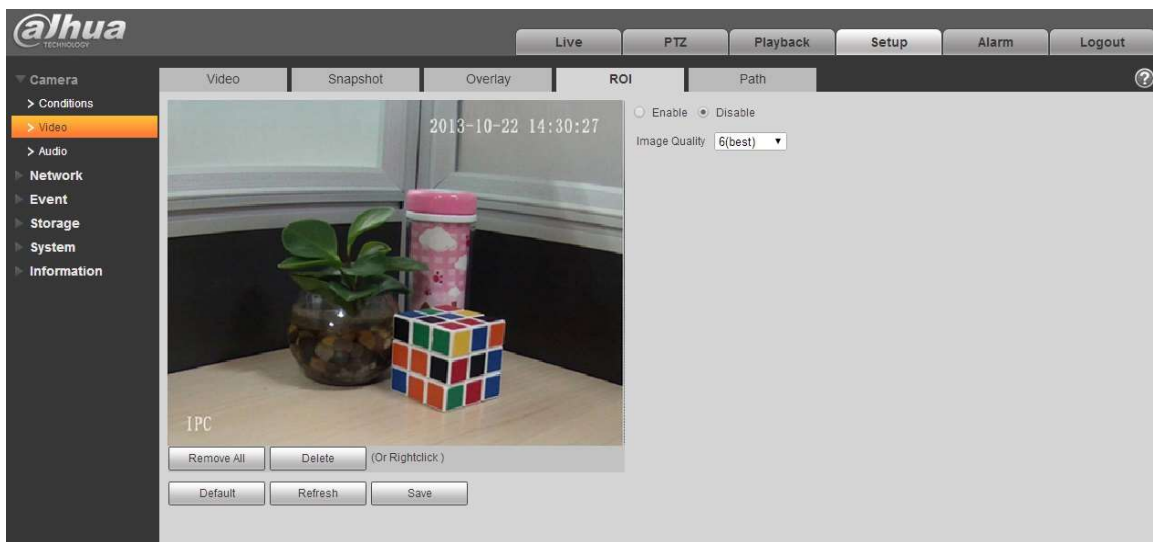 alhua
TECHNOLOGY
Live PTZ Playback Setup Alarm Logout
Camera
> Conditions
> Video
> Audio
Network
Event
Storage
System
Information
Video Snapshot Overlay ROI Path ?
2013-10-22 14:30:27
IPC
Enable Disable
Image Quality 6(best)
Remove All Delete (Or Rightclick )
Default Refresh Save